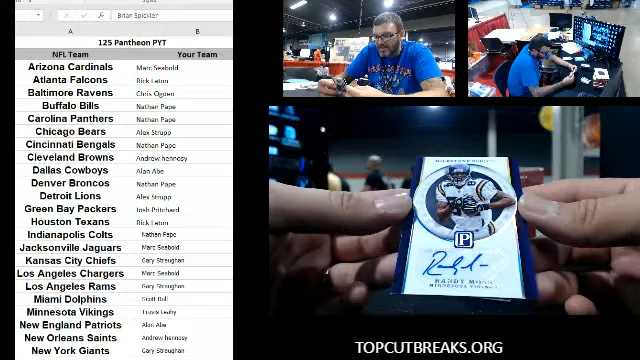 Brian Spickler
A
B
125 Pantheon PYT
NFL Team Your Team
Arizona Cardinals Marc Seabold
Atlanta Falcons Rick Laton
Baltimore Ravens Chris Ogden
Buffalo Bills Nathan Pape
Carolina Panthers Nathan Pape
Chicago Bears Alex Strupp
Cincinnati Bengals Nathan Pape
Cleveland Browns Andrew hennosy
Dallas Cowboys Alan Abe
Denver Broncos Nathan Pape
Detroit Lions Alex Strupp
Green Bay Packers Josh Pritchard
Houston Texans Rick Laton
Indianapolis Colts Nathan Pape
Jacksonville Jaguars Marc Seabold
Kansas City Chiefs Gary Straughan
Los Angeles Chargers Marc Seabold
Los Angeles Rams Gary Straughan
Miami Dolphins Scott Dull
Minnesota Vikings Travis Leahy
New England Patriots Alan Abe
New Orleans Saints Andrew hennosy
New York Giants Gary Straughan
P
RANDY MOSS
MINNESOTA VIKINGS
TOPCUTBREAKS.ORG